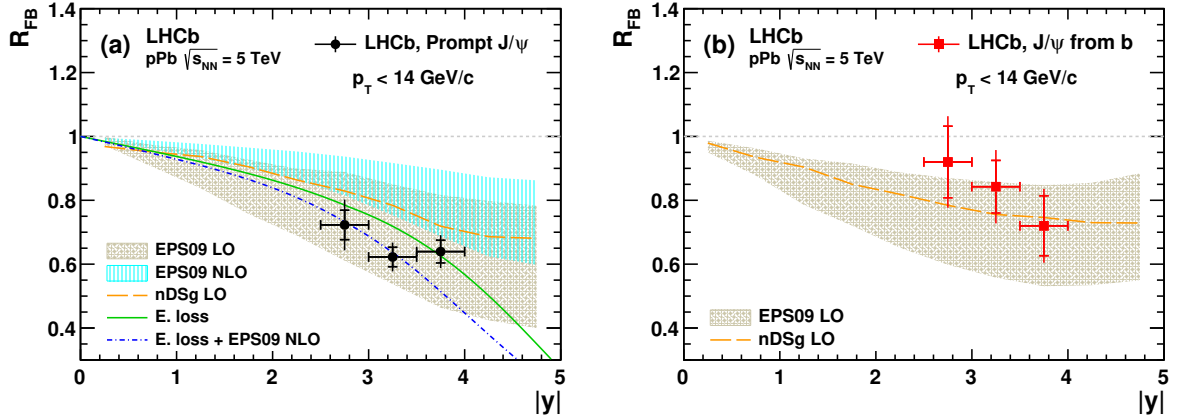 R_FB
1.4
1.2
1
0.8
0.6
0.4
(a)
LHCb
pPb √s_NN = 5 TeV
LHCb, Prompt J/ψ
p_T < 14 GeV/c
EPS09 LO
EPS09 NLO
nDSg LO
E. loss
E. loss + EPS09 NLO
0 1 2 3 4 5
|y|
R_FB
1.4
1.2
1
0.8
0.6
0.4
(b)
LHCb
pPb √s_NN = 5 TeV
LHCb, J/ψ from b
p_T < 14 GeV/c
EPS09 LO
nDSg LO
0 1 2 3 4 5
|y|